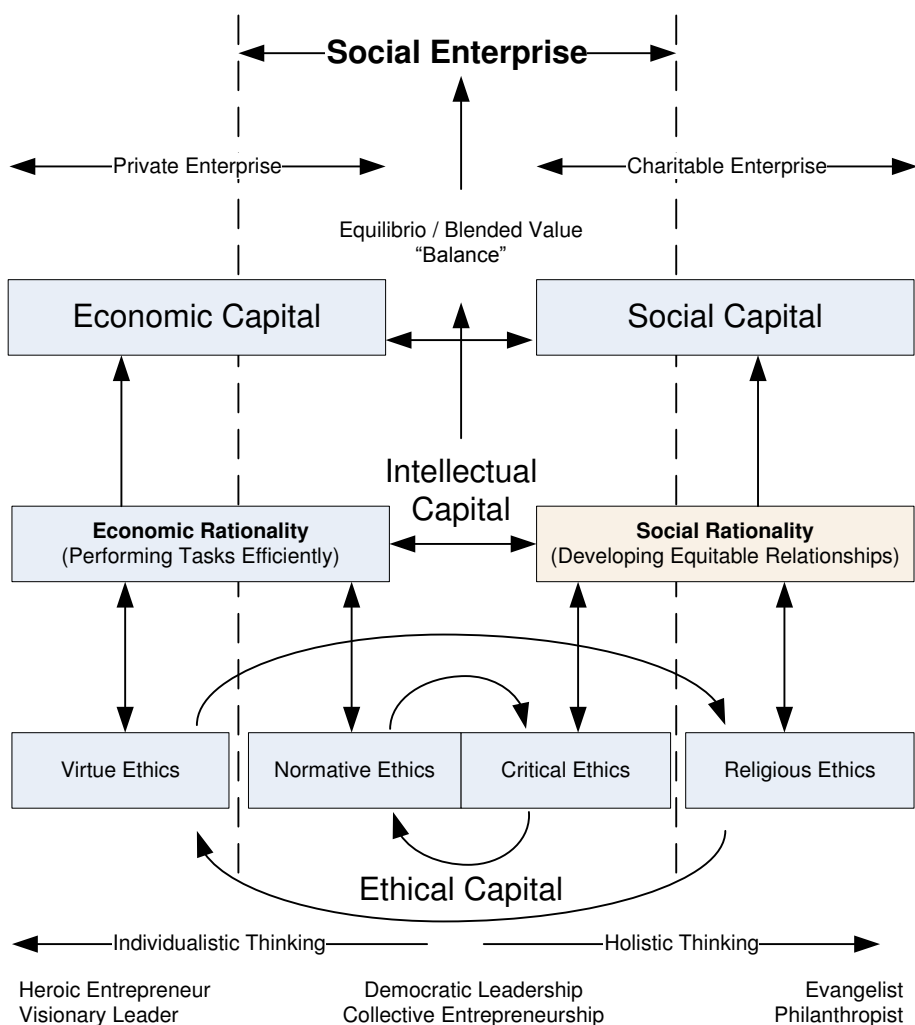 Social Enterprise
Private Enterprise
Charitable Enterprise
Equilibrio / Blended Value
“Balance”
Economic Capital
Social Capital
Intellectual
Capital
Economic Rationality
(Performing Tasks Efficiently)
Social Rationality
(Developing Equitable Relationships)
Virtue Ethics
Normative Ethics
Critical Ethics
Religious Ethics
Ethical Capital
Individualistic Thinking
Holistic Thinking
Heroic Entrepreneur
Visionary Leader
Democratic Leadership
Collective Entrepreneurship
Evangelist
Philanthropist